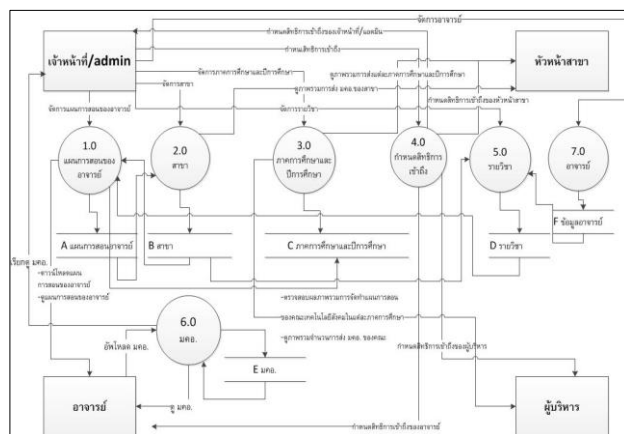 จัดการอาจารย์
กำหนดสิทธิการเข้าถึงของเจ้าหน้าที่/แอดมิน
เจ้าหน้าที่/admin
กำหนดสิทธิการเข้าถึง
หัวหน้าสาขา
จัดการภาคการศึกษาและปีการศึกษา
ดูภาพรวมการส่งแต่ละภาคการศึกษาและปีการศึกษา
จัดการสาขา
ดูภาพรวมการส่ง มคอ.ของสาขา
จัดการแผนการสอนของอาจารย์
จัดการรายวิชา
กำหนดสิทธิการเข้าถึงของหัวหน้าสาขา
1.0
แผนการสอนของ
อาจารย์
2.0
สาขา
3.0
ภาคการศึกษาและ
ปีการศึกษา
4.0
กำหนดสิทธิการ
เข้าถึง
5.0
รายวิชา
7.0
อาจารย์
F ข้อมูลอาจารย์
A แผนการสอนอาจารย์
B สาขา
C ภาคการศึกษาและปีการศึกษา
D รายวิชา
เรียกดู มคอ.
-ดาวน์โหลดแผน
การสอนของอาจารย์
-ดูแผนการสอนของอาจารย์
-ตรวจสอบผลภาพรวมการจัดทำแผนการสอน
ของคณะเทคโนโลยีสังคมในแต่ละภาคการศึกษา
-ดูภาพรวมจำนวนการส่ง มคอ. ของคณะ
6.0
มคอ.
อัพโหลด มคอ.
E มคอ.
กำหนดสิทธิการเข้าถึงของผู้บริหาร
อาจารย์
ดู มคอ.
ผู้บริหาร
กำหนดสิทธิการเข้าถึงของอาจารย์